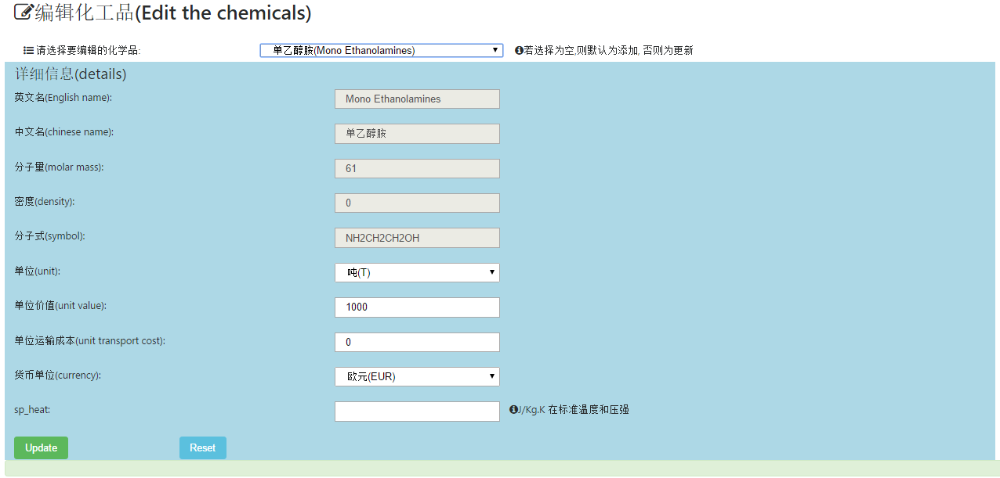 编辑化工品(Edit the chemicals)
请选择要编辑的化学品: 单乙醇胺(Mono Ethanolamines) 若选择为空,则默认为添加, 否则为更新
详细信息(details)
英文名(English name): Mono Ethanolamines
中文名(chinese name): 单乙醇胺
分子量(molar mass): 61
密度(density): 0
分子式(symbol): NH2CH2CH2OH
单位(unit): 吨(T)
单位价值(unit value): 1000
单位运输成本(unit transport cost): 0
货币单位(currency): 欧元(EUR)
sp_heat: J/Kg.K 在标准温度和压强
Update Reset